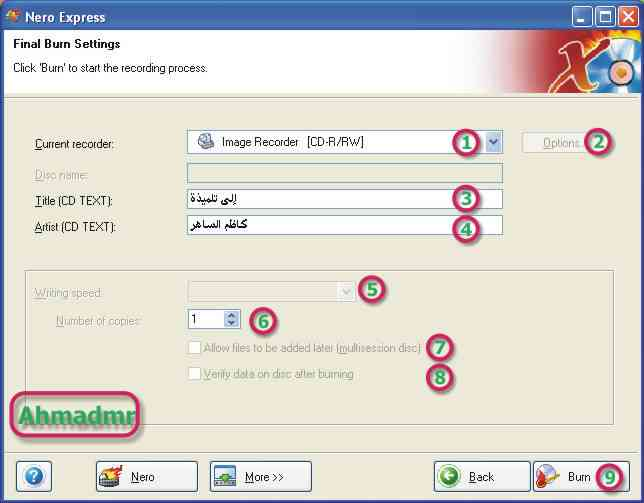 Nero Express
Final Burn Settings
Click 'Burn' to start the recording process.
Current recorder: Image Recorder [CD-R/RW] 1 Options... 2
Disc name:
Title (CD TEXT): إلى تلميذة 3
Artist (CD TEXT): كاظم الساهر 4
Writing speed: 5
Number of copies: 1 6
Allow files to be added later (multisession disc) 7
Verify data on disc after burning 8
Ahmadmr
? Nero More >> Back Burn 9